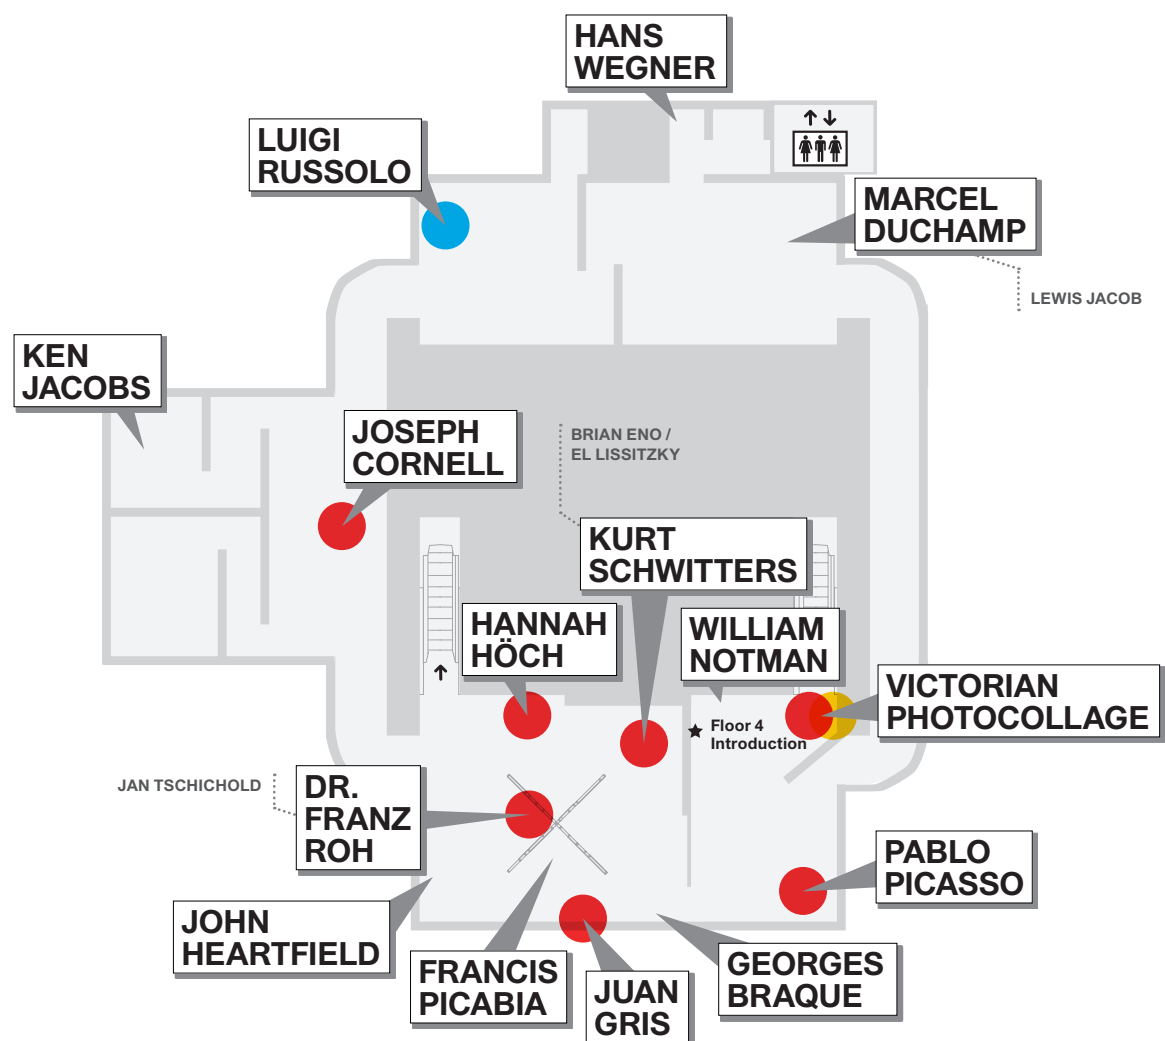 HANS
WEGNER
LUIGI
RUSSOLO
MARCEL
DUCHAMP
LEWIS JACOB
KEN
JACOBS
JOSEPH
CORNELL
BRIAN ENO /
EL LISSITZKY
KURT
SCHWITTERS
HANNAH
HÖCH
WILLIAM
NOTMAN
VICTORIAN
PHOTOCOLLAGE
★ Floor 4
Introduction
JAN TSCHICHOLD
DR.
FRANZ
ROH
PABLO
PICASSO
JOHN
HEARTFIELD
FRANCIS
PICABIA
JUAN
GRIS
GEORGES
BRAQUE